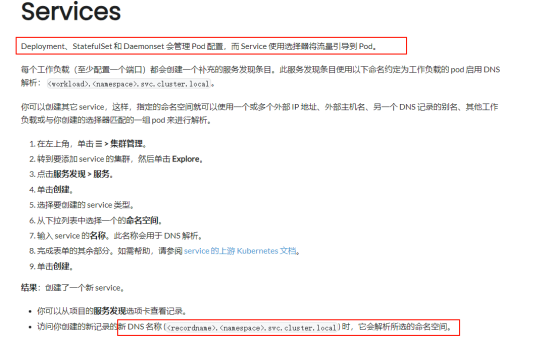 Services
Deployment、StatefulSet 和 Daemonset 会管理 Pod 配置，而 Service 使用选择器将流量引导到 Pod。
每个工作负载（至少配置一个端口）都会创建一个补充的服务发现条目。此服务发现条目使用以下命名约定为工作负载的 pod 启用 DNS
解析： <workload>.<namespace>.svc.cluster.local。
你可以创建其它 service，这样，指定的命名空间就可以使用一个或多个外部 IP 地址、外部主机名、另一个 DNS 记录的别名、其他工作
负载或与你创建的选择器匹配的一组 pod 来进行解析。
1. 在左上角，单击 ☰ > 集群管理。
2. 转到要添加 service 的集群，然后单击 Explore。
3. 点击服务发现 > 服务。
4. 单击创建。
5. 选择要创建的 service 类型。
6. 从下拉列表中选择一个的命名空间。
7. 输入 service 的名称。此名称会用于 DNS 解析。
8. 完成表单的其余部分。如需帮助，请参阅 service 的上游 Kubernetes 文档。
9. 单击创建。
结果：创建了一个新 service。
• 你可以从项目的服务发现选项卡查看记录。
• 访问你创建的新记录的新 DNS 名称(<recordname>.<namespace>.svc.cluster.local)时，它会解析所选的命名空间。